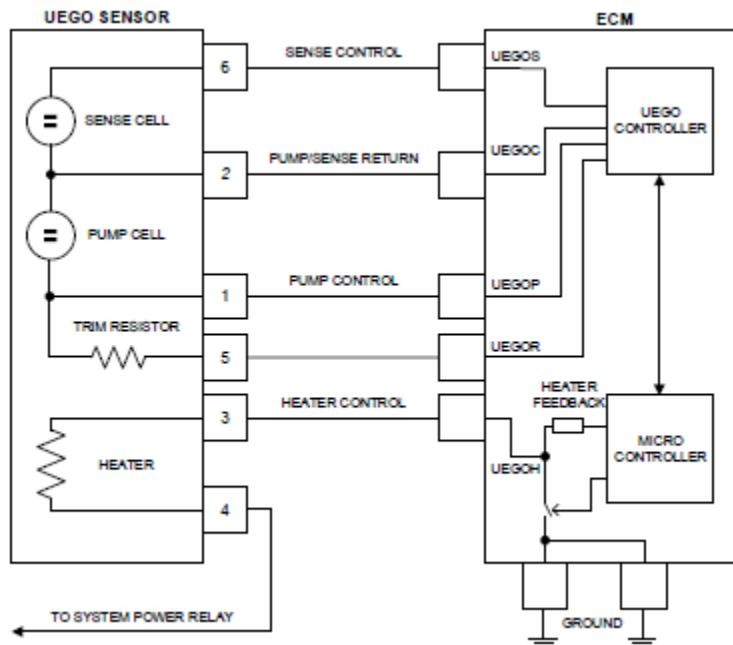 UEGO SENSOR
ECM
6
SENSE CONTROL
UEGOS
SENSE CELL
UEGO
CONTROLLER
2
PUMP/SENSE RETURN
UEGOC
PUMP CELL
1
PUMP CONTROL
UEGOP
TRIM RESISTOR
5
UEGOR
3
HEATER CONTROL
HEATER
FEEDBACK
MICRO
CONTROLLER
HEATER
UEGOH
4
TO SYSTEM POWER RELAY
GROUND